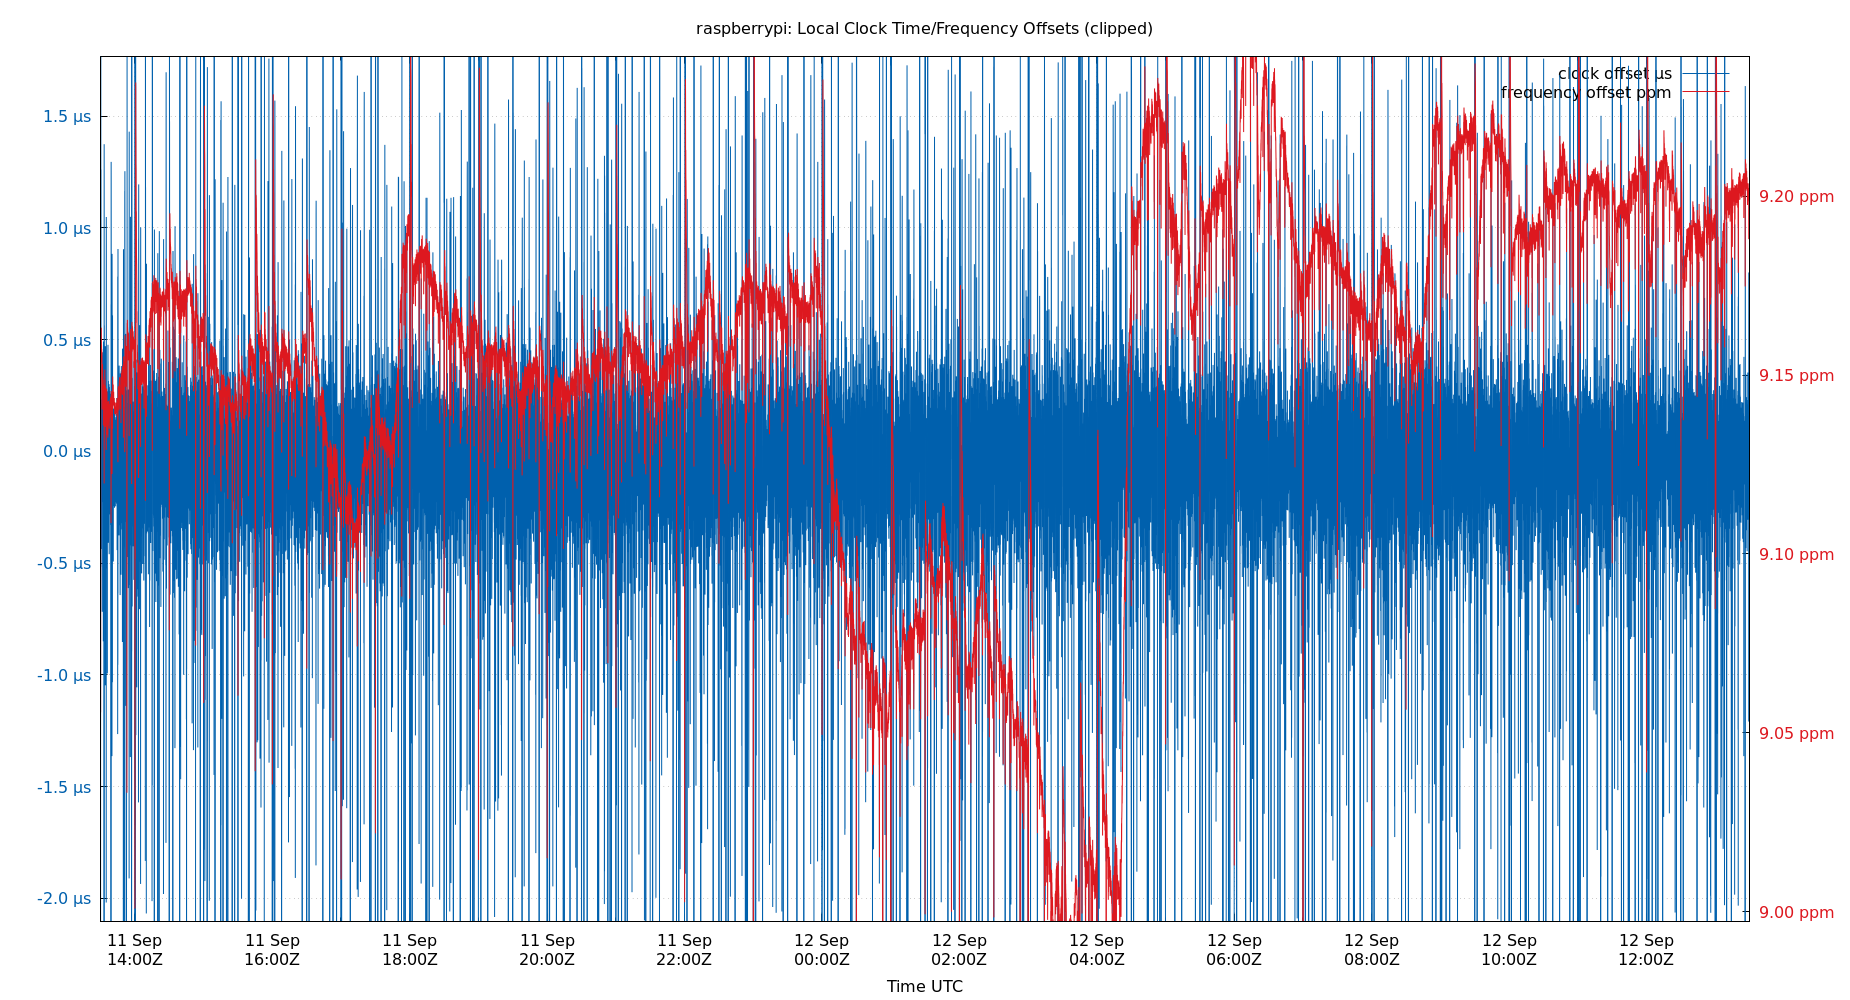 raspberrypi: Local Clock Time/Frequency Offsets (clipped)
clock offset µs
frequency offset ppm
1.5 µs
1.0 µs
0.5 µs
0.0 µs
-0.5 µs
-1.0 µs
-1.5 µs
-2.0 µs
9.20 ppm
9.15 ppm
9.10 ppm
9.05 ppm
9.00 ppm
11 Sep 11 Sep 11 Sep 11 Sep 11 Sep 12 Sep 12 Sep 12 Sep 12 Sep 12 Sep 12 Sep 12 Sep
14:00Z 16:00Z 18:00Z 20:00Z 22:00Z 00:00Z 02:00Z 04:00Z 06:00Z 08:00Z 10:00Z 12:00Z
Time UTC